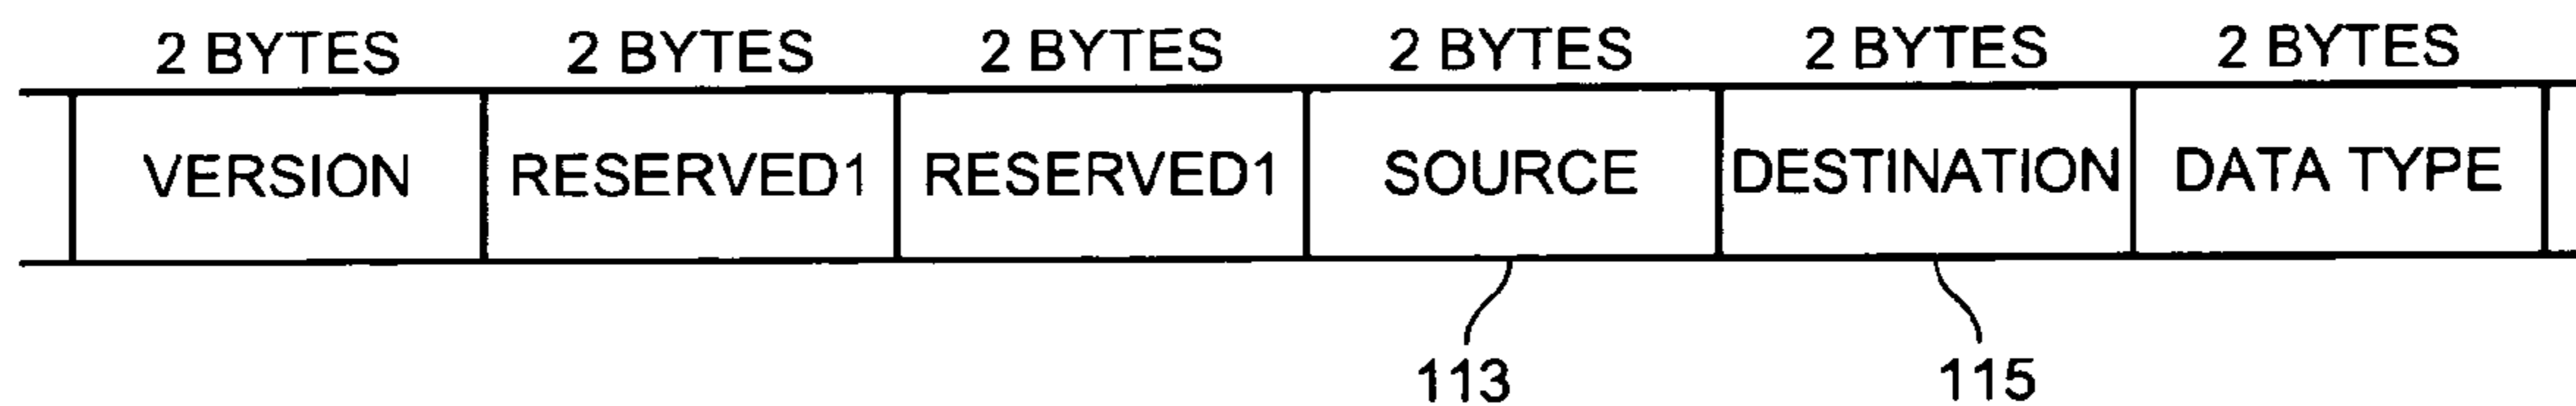 2 BYTES 2 BYTES 2 BYTES 2 BYTES 2 BYTES 2 BYTES
VERSION RESERVED1 RESERVED1 SOURCE DESTINATION DATA TYPE
113 115